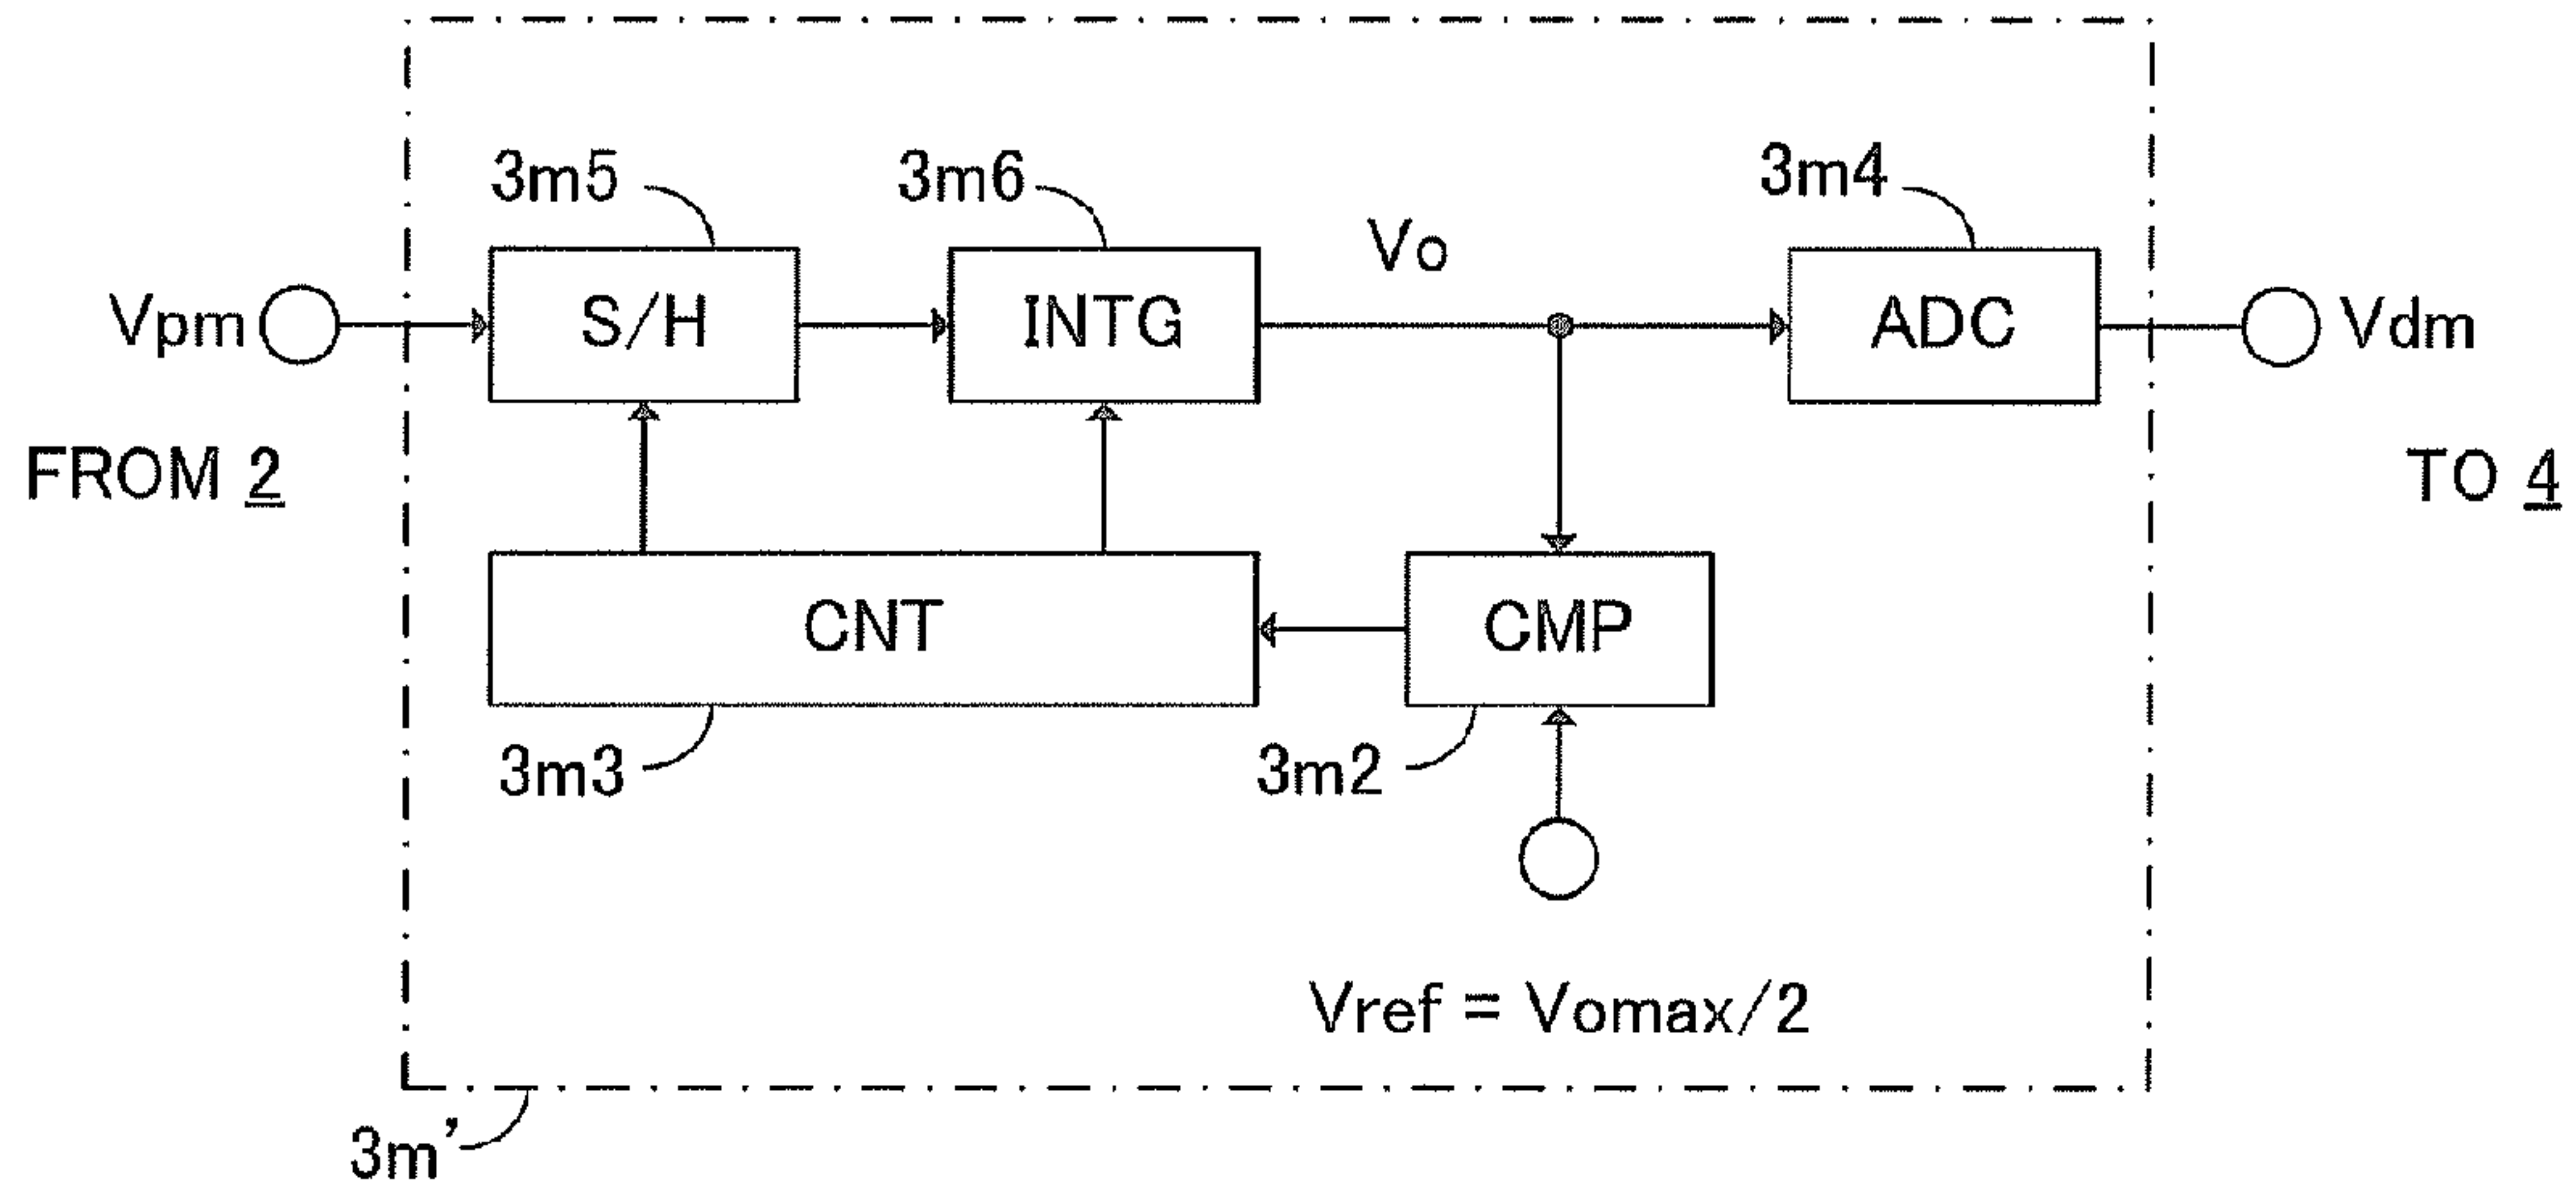 3m5
3m6
3m4
Vo
Vpm
S/H
INTG
ADC
Vdm
FROM 2
TO 4
CNT
CMP
3m3
3m2
Vref = Vomax/2
3m'